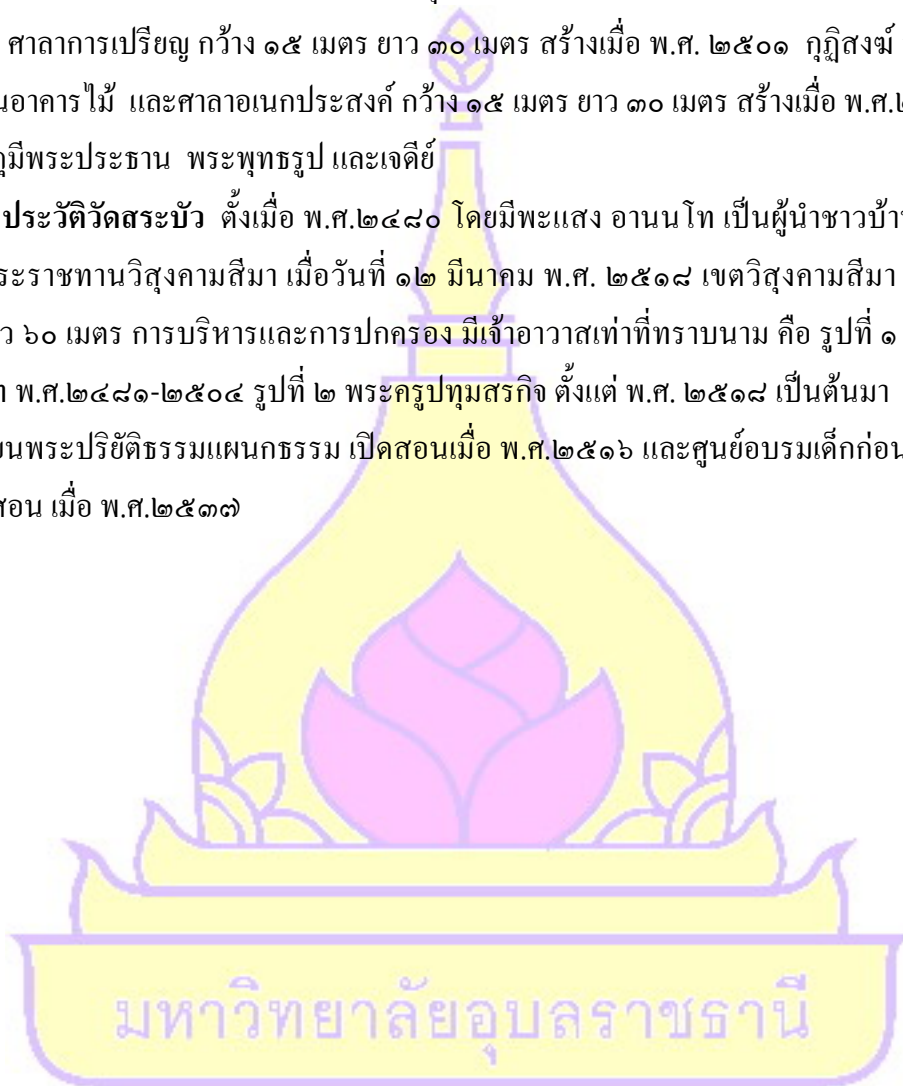 ศาลาการเปรียญ กว้าง ๑๕ เมตร ยาว ๓๐ เมตร สร้างเมื่อ พ.ศ. ๒๕๐๑ กุฏิสงฆ์
นอาคารไม้ และศาลาอเนกประสงค์ กว้าง ๑๕ เมตร ยาว ๓๐ เมตร สร้างเมื่อ พ.ศ.๒
ถุมีพระประธาน พระพุทธรูป และเจดีย์
ประวัติวัดสระบัว ตั้งเมื่อ พ.ศ.๒๔๘๐ โดยมีพะแสง อานนโท เป็นผู้นำชาวบ้า
ระราชทานวิสุงคามสีมา เมื่อวันที่ ๑๒ มีนาคม พ.ศ. ๒๕๑๘ เขตวิสุงคามสีมา
ว ๖๐ เมตร การบริหารและการปกครอง มีเจ้าอาวาสเท่าที่ทราบนาม คือ รูปที่ ๑
พ.ศ.๒๔๘๑-๒๕๐๔ รูปที่ ๒ พระครูปทุมสรกิจ ตั้งแต่ พ.ศ. ๒๕๑๘ เป็นต้นมา
ยนพระปริยัติธรรมแผนกธรรม เปิดสอนเมื่อ พ.ศ.๒๕๑๖ และศูนย์อบรมเด็กก่อน
สอน เมื่อ พ.ศ.๒๕๓๗
มหาวิทยาลัยอุบลราชธานี